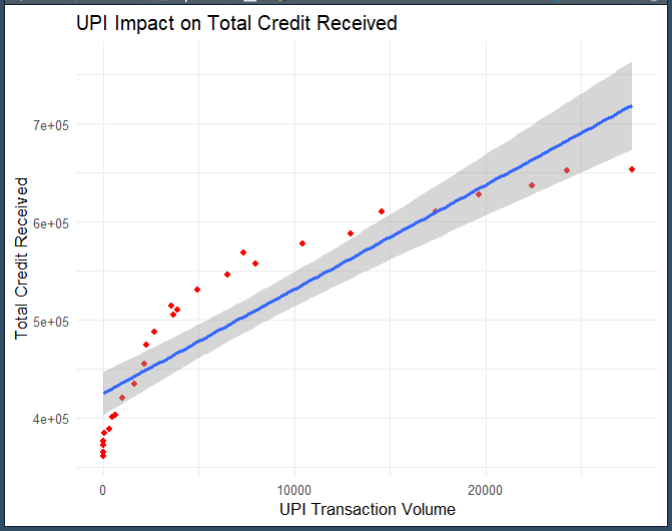 UPI Impact on Total Credit Received
7e+05
6e+05
5e+05
4e+05
Total Credit Received
0 10000 20000
UPI Transaction Volume